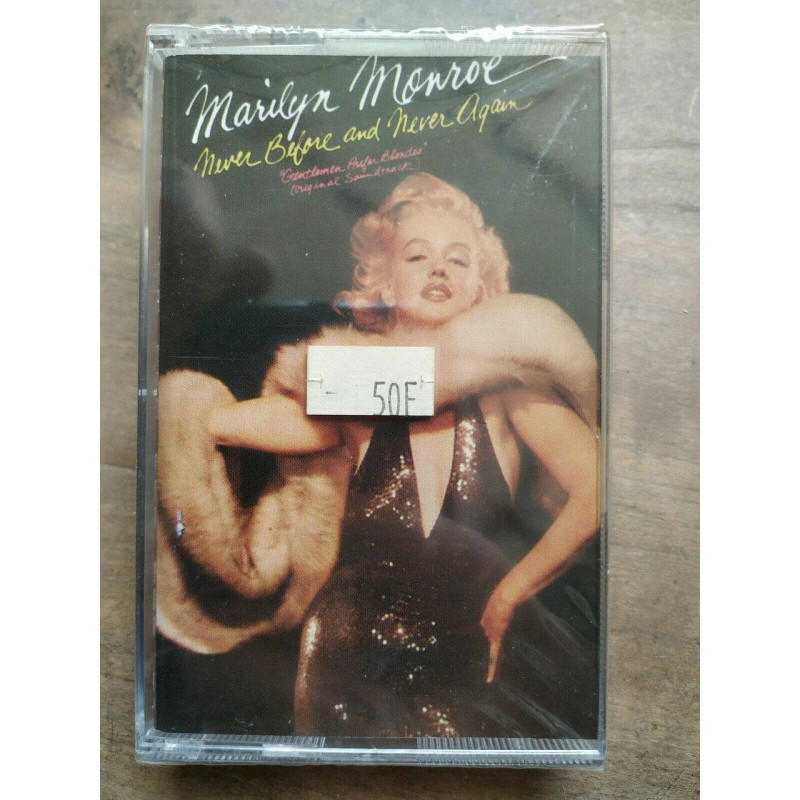 Marilyn Monroe
Never Before and Never Again
"Gentlemen Prefer Blondes"
(Original Soundtrack)
- 50F